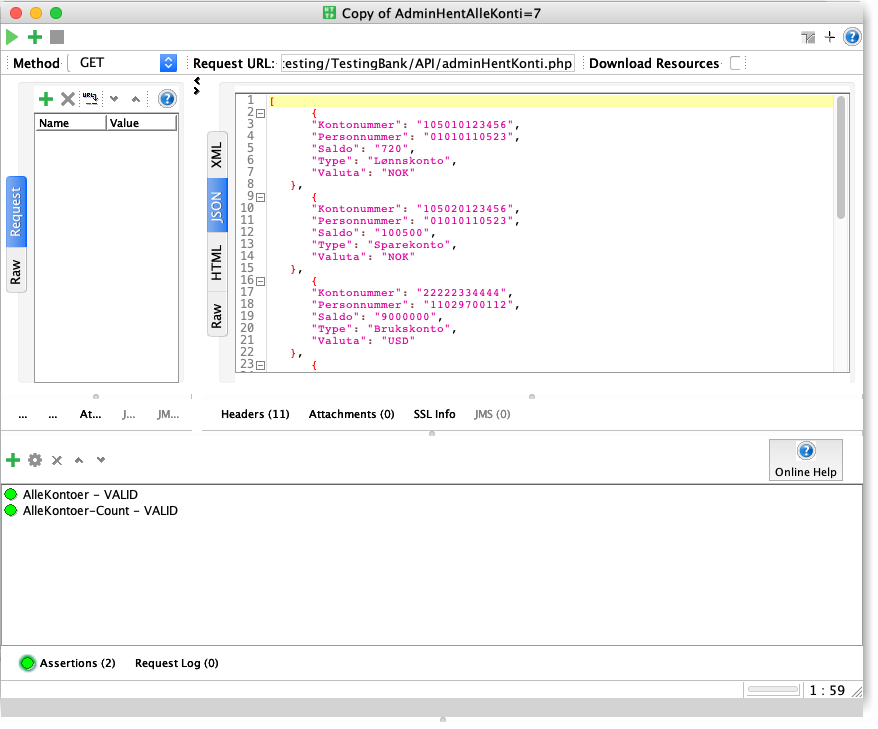 Copy of AdminHentAlleKonti=7
Method GET Request URL: :esting/TestingBank/API/adminHentKonti.php Download Resources
Name Value
Request
Raw
XML
JSON
HTML
Raw
1 [
2 {
3 "Kontonummer": "105010123456",
4 "Personnummer": "01010110523",
5 "Saldo": "720",
6 "Type": "Lønnskonto",
7 "Valuta": "NOK"
8 },
9 {
10 "Kontonummer": "105020123456",
11 "Personnummer": "01010110523",
12 "Saldo": "100500",
13 "Type": "Sparekonto",
14 "Valuta": "NOK"
15 },
16 {
17 "Kontonummer": "22222334444",
18 "Personnummer": "11029700112",
19 "Saldo": "9000000",
20 "Type": "Brukskonto",
21 "Valuta": "USD"
22 },
23 {
... ... At... J... JM...
Headers (11) Attachments (0) SSL Info JMS (0)
Online Help
AlleKontoer - VALID
AlleKontoer-Count - VALID
Assertions (2) Request Log (0)
1 : 59